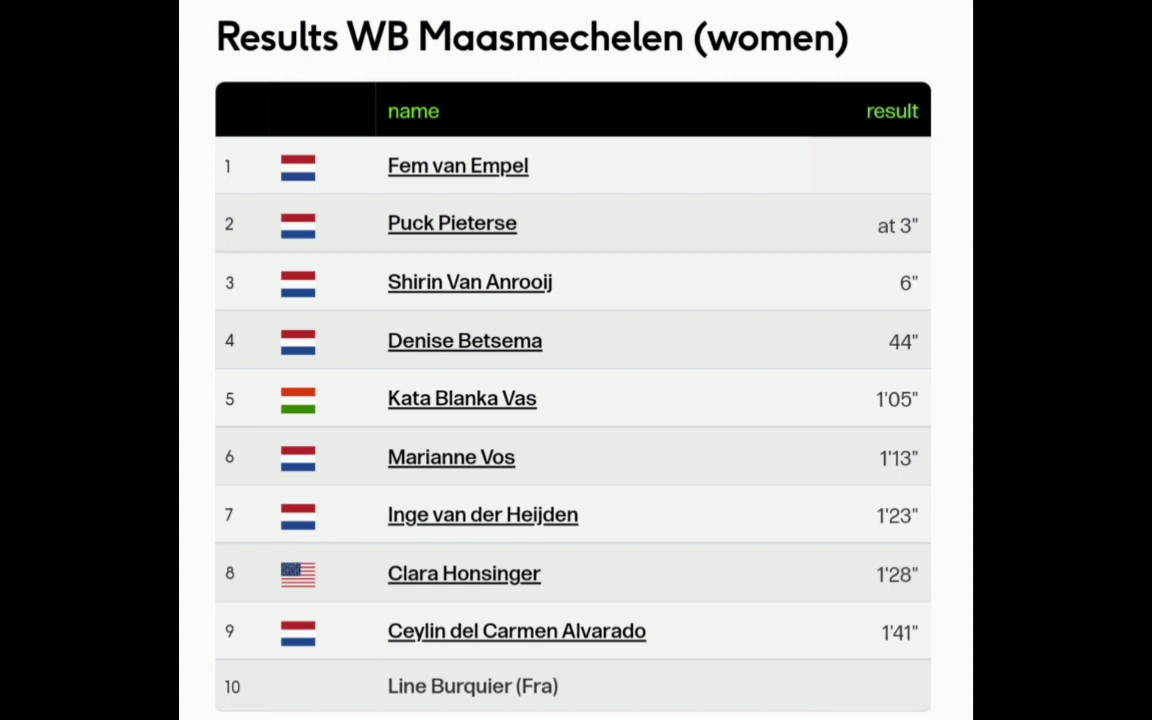 Results WB Maasmechelen (women)
name result
1 Fem van Empel
2 Puck Pieterse at 3"
3 Shirin Van Anrooij 6"
4 Denise Betsema 44"
5 Kata Blanka Vas 1'05"
6 Marianne Vos 1'13"
7 Inge van der Heijden 1'23"
8 Clara Honsinger 1'28"
9 Ceylin del Carmen Alvarado 1'41"
10 Line Burquier (Fra)